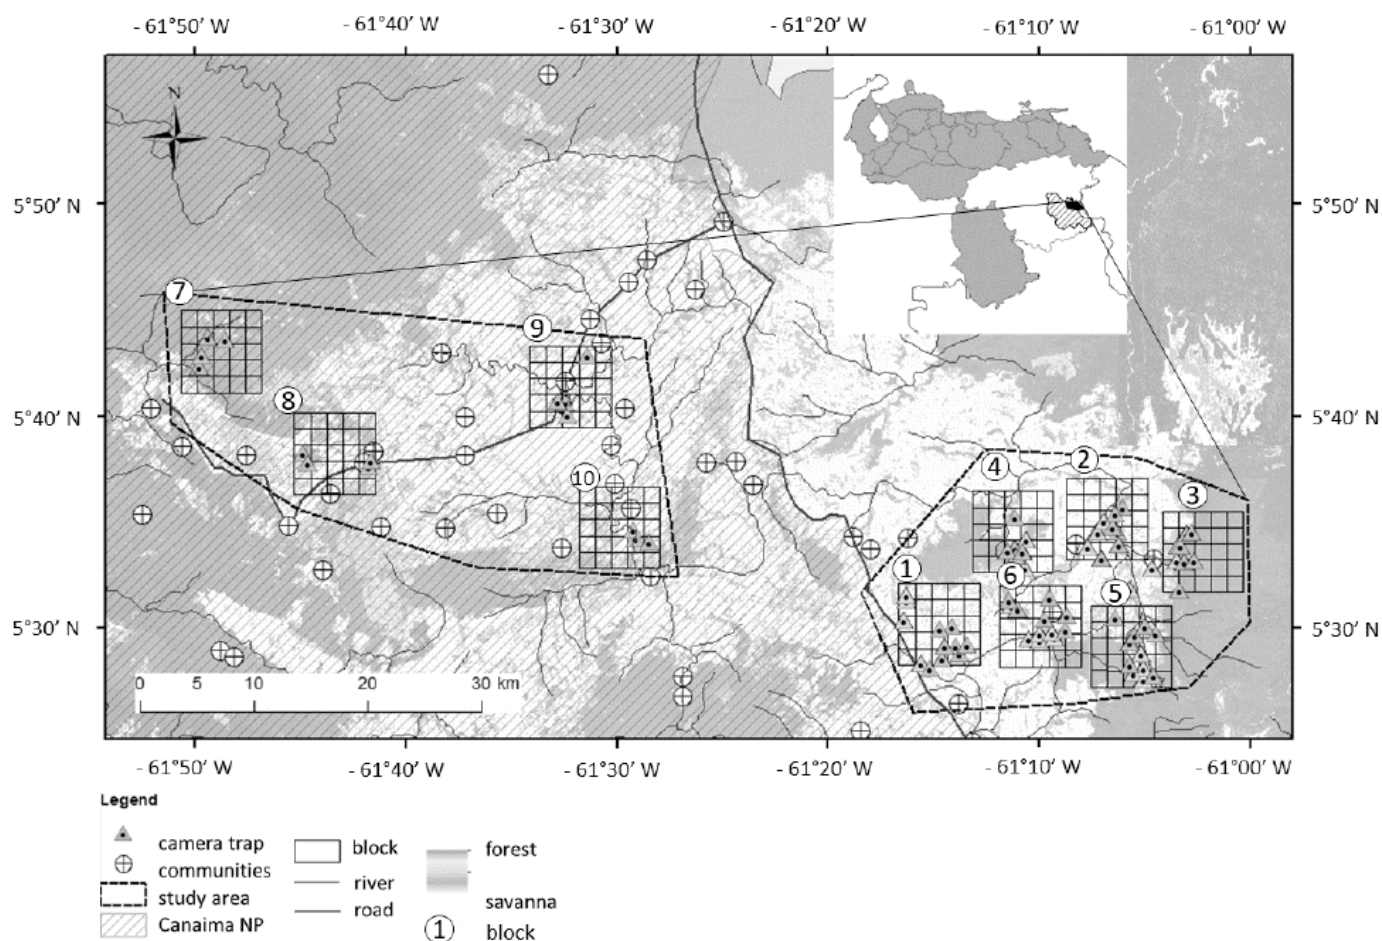 - 61°50' W - 61°40' W - 61°30' W - 61°20' W - 61°10' W - 61°00' W
N
5°50' N 5°50' N
7
9
8
5°40' N 5°40' N
4 2
10
3
1 6
5
5°30' N 5°30' N
0 5 10 20 30 km
- 61°50' W - 61°40' W - 61°30' W - 61°20' W - 61°10' W - 61°00' W
Legend
camera trap
communities
study area
Canaima NP
block
river
road
forest
savanna
1 block